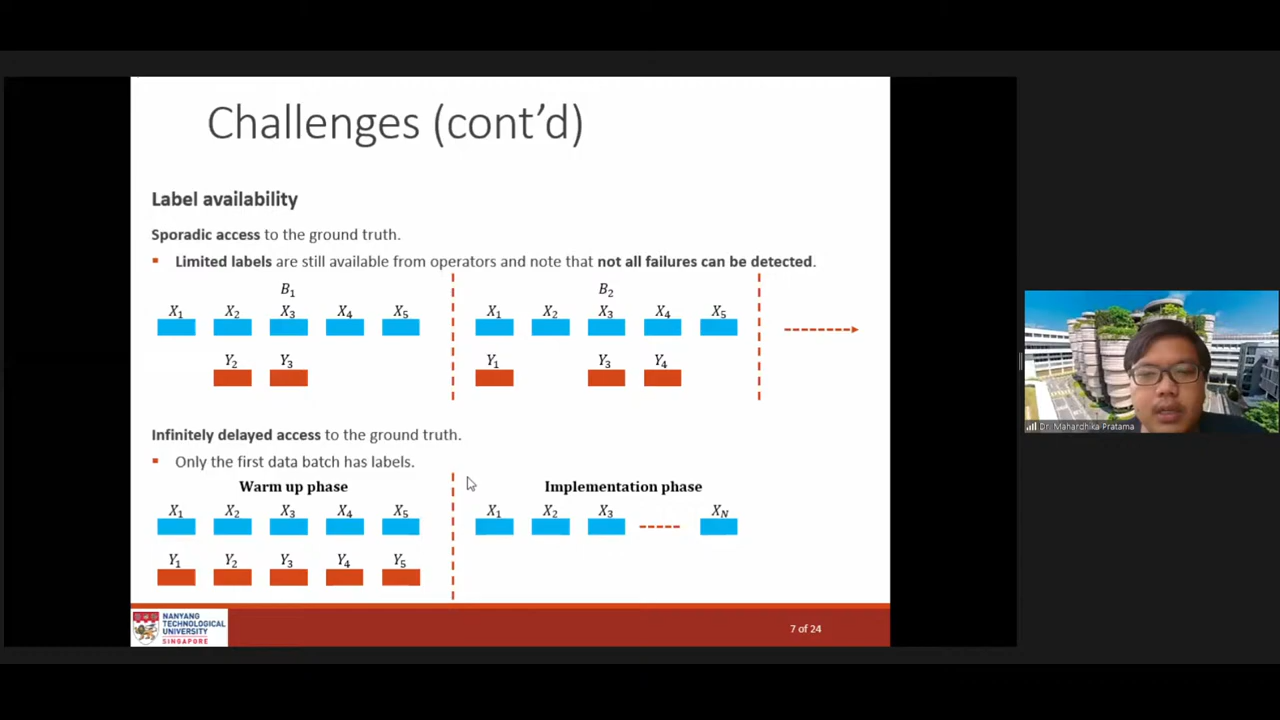 Challenges (cont’d)
Label availability
Sporadic access to the ground truth.
Limited labels are still available from operators and note that not all failures can be detected.
B1 B2
X1 X2 X3 X4 X5 X1 X2 X3 X4 X5
Y2 Y3 Y1 Y3 Y4
Infinitely delayed access to the ground truth.
Only the first data batch has labels.
Warm up phase Implementation phase
X1 X2 X3 X4 X5 X1 X2 X3 XN
Y1 Y2 Y3 Y4 Y5
NANYANG
TECHNOLOGICAL
UNIVERSITY
SINGAPORE
7 of 24
Dr. Mahardhika Pratama